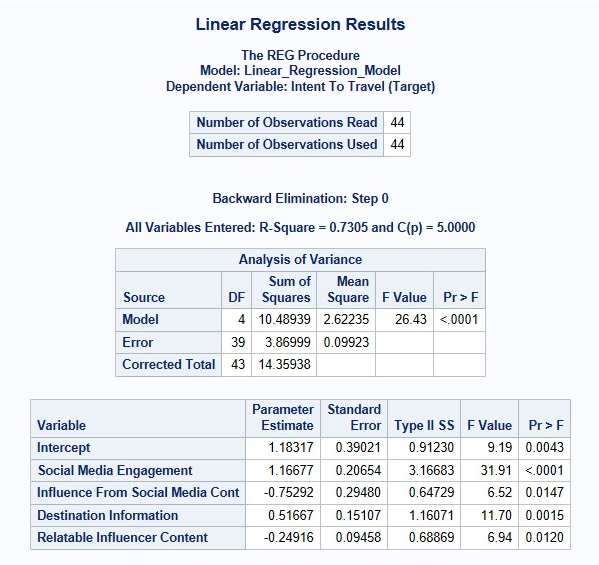 Linear Regression Results
The REG Procedure
Model: Linear_Regression_Model
Dependent Variable: Intent To Travel (Target)
Number of Observations Read 44
Number of Observations Used 44
Backward Elimination: Step 0
All Variables Entered: R-Square = 0.7305 and C(p) = 5.0000
Analysis of Variance
Source DF Sum of Squares Mean Square F Value Pr > F
Model 4 10.48939 2.62235 26.43 <.0001
Error 39 3.86999 0.09923
Corrected Total 43 14.35938
Variable Parameter Estimate Standard Error Type II SS F Value Pr > F
Intercept 1.18317 0.39021 0.91230 9.19 0.0043
Social Media Engagement 1.16677 0.20654 3.16683 31.91 <.0001
Influence From Social Media Cont -0.75292 0.29480 0.64729 6.52 0.0147
Destination Information 0.51667 0.15107 1.16071 11.70 0.0015
Relatable Influencer Content -0.24916 0.09458 0.68869 6.94 0.0120